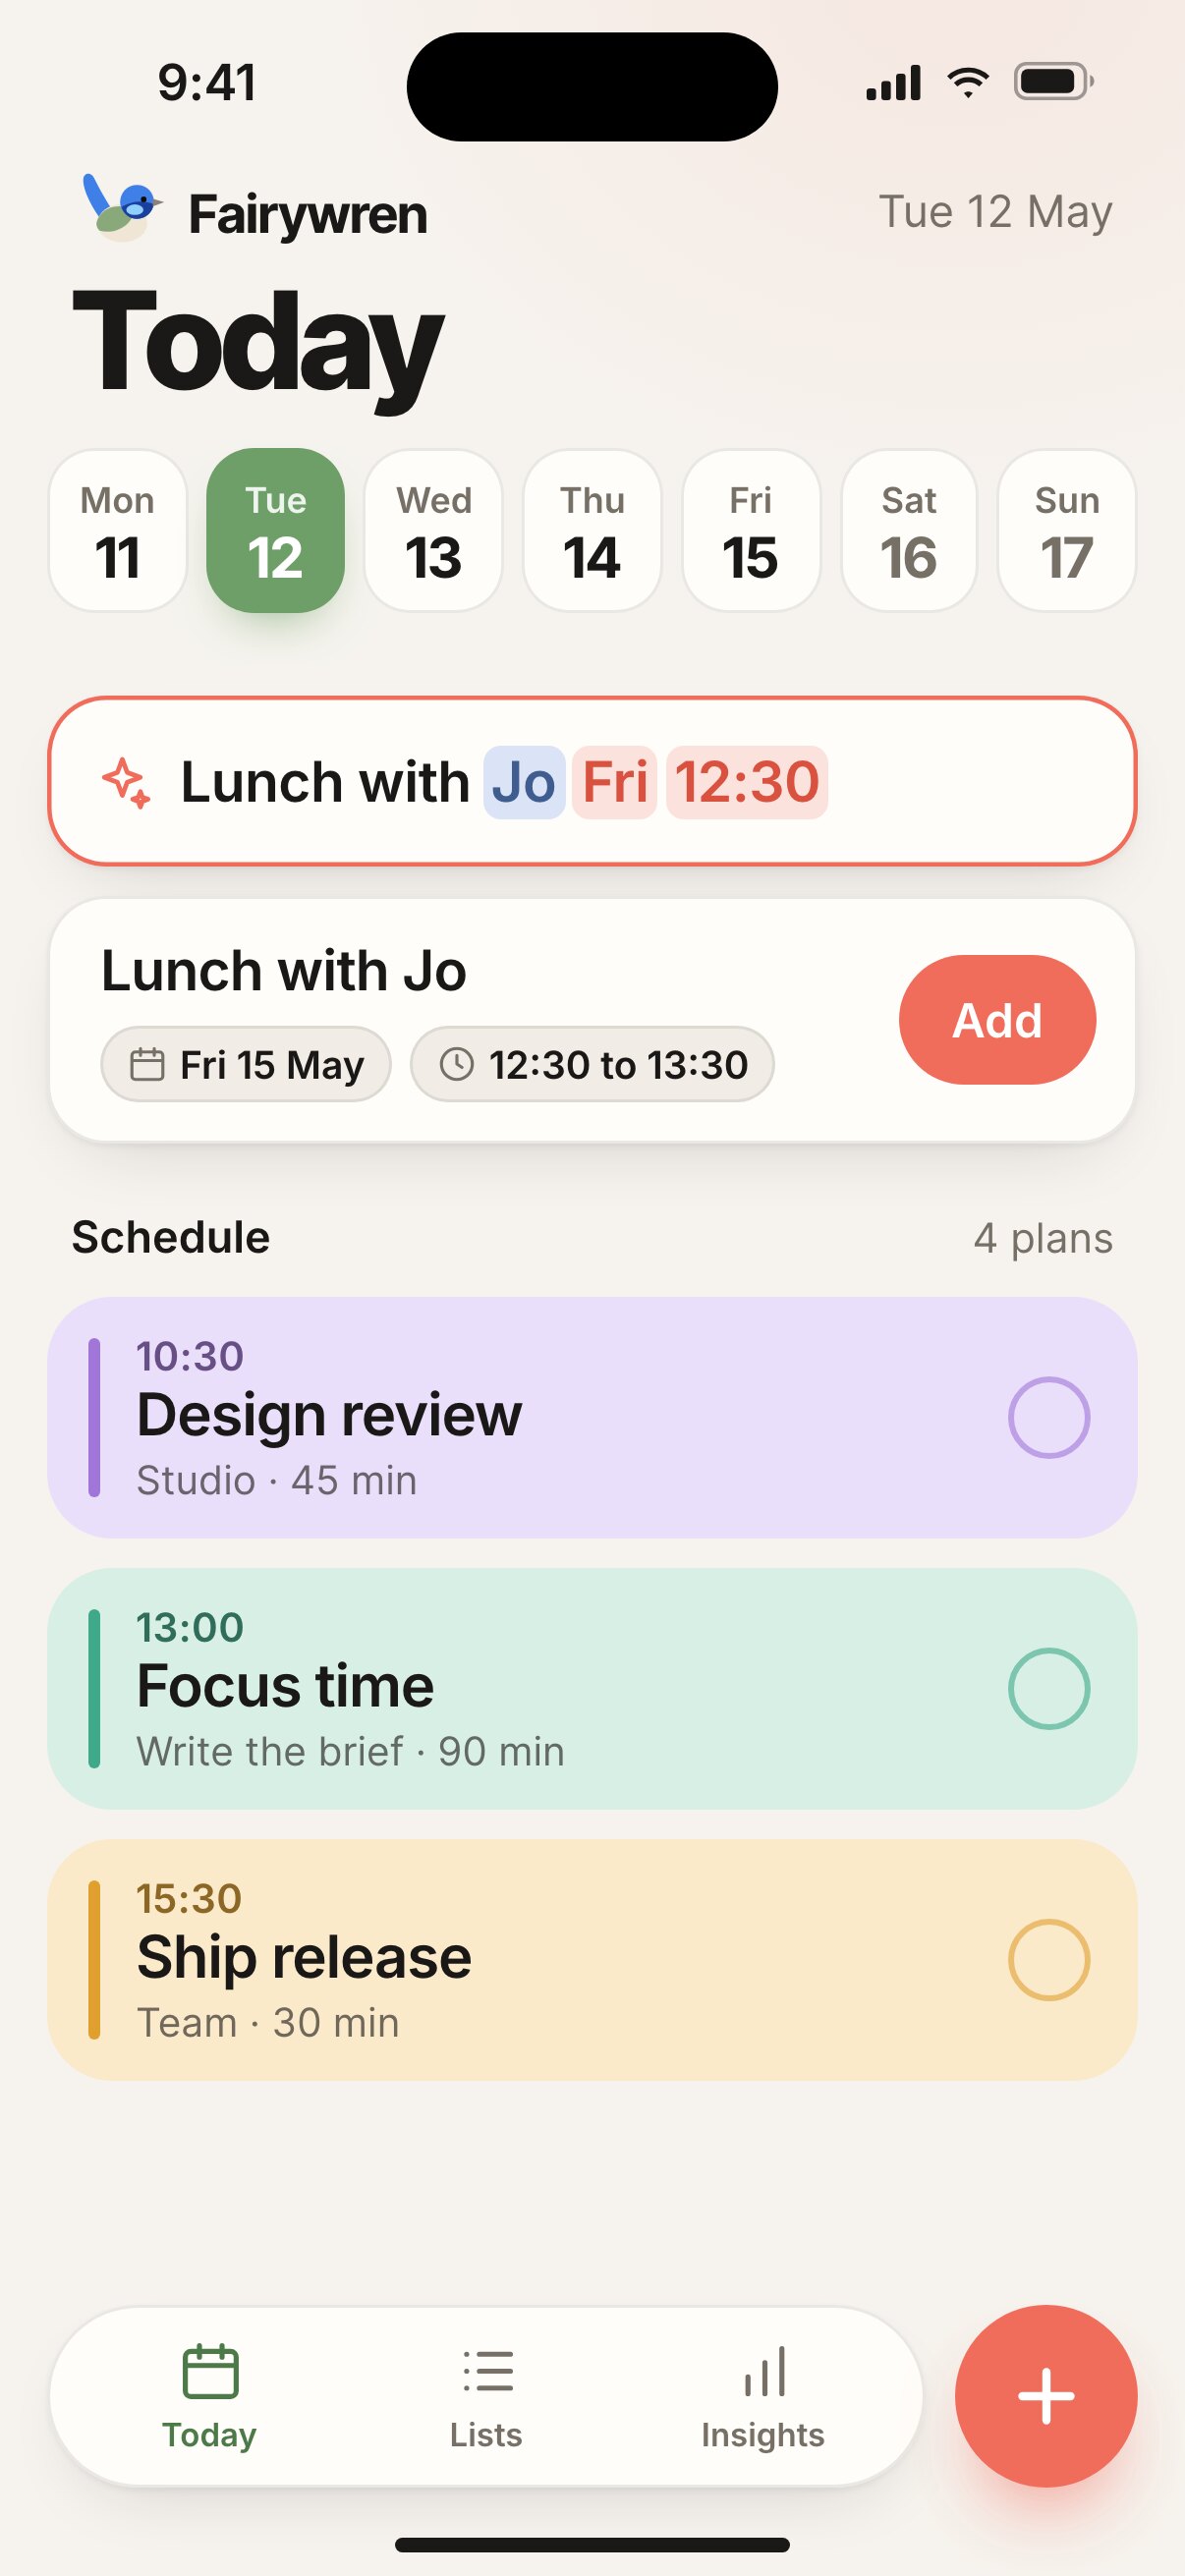 9:41
Fairywren
Tue 12 May
Today
Mon Tue Wed Thu Fri Sat Sun
11 12 13 14 15 16 17
Lunch with Jo Fri 12:30
Lunch with Jo
Fri 15 May 12:30 to 13:30
Add
Schedule
4 plans
10:30
Design review
Studio · 45 min
13:00
Focus time
Write the brief · 90 min
15:30
Ship release
Team · 30 min
Today Lists Insights